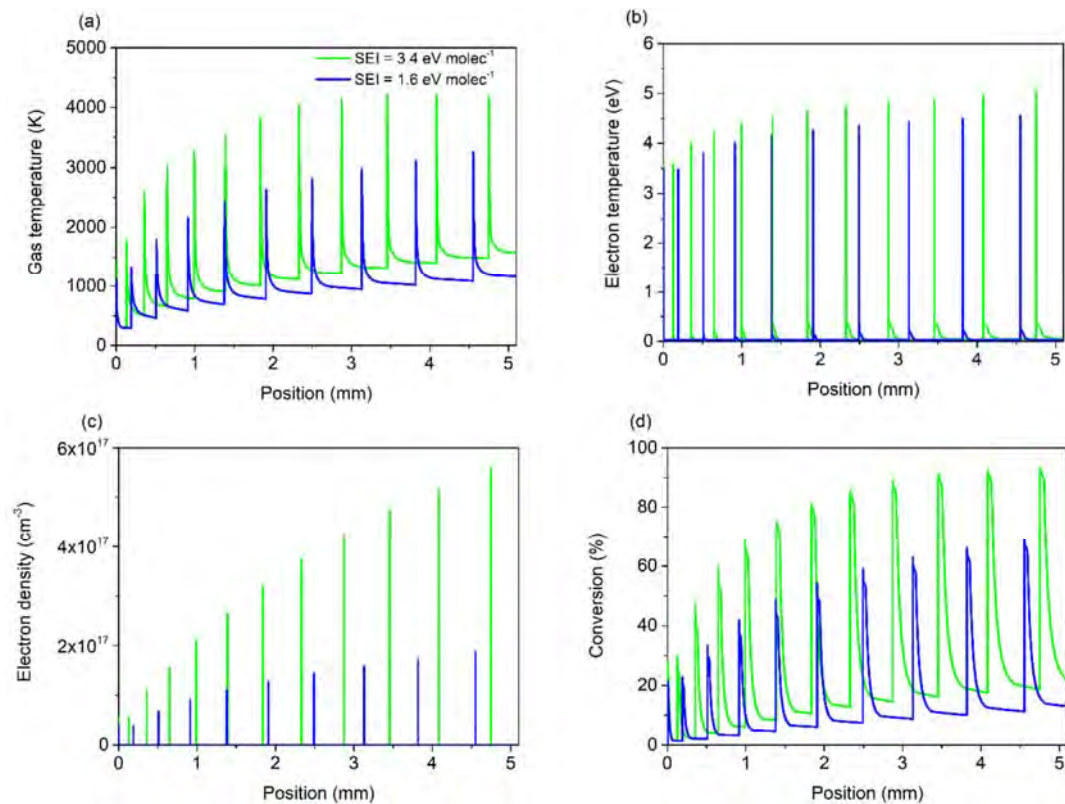 (a)
5000
4000
3000
2000
1000
0
Gas temperature (K)
SEI = 3.4 eV molec⁻¹
SEI = 1.6 eV molec⁻¹
0 1 2 3 4 5
Position (mm)
(b)
6
5
4
3
2
1
0
Electron temperature (eV)
0 1 2 3 4 5
Position (mm)
(c)
6x10¹⁷
4x10¹⁷
2x10¹⁷
0
Electron density (cm⁻³)
0 1 2 3 4 5
Position (mm)
(d)
100
80
60
40
20
0
Conversion (%)
0 1 2 3 4 5
Position (mm)